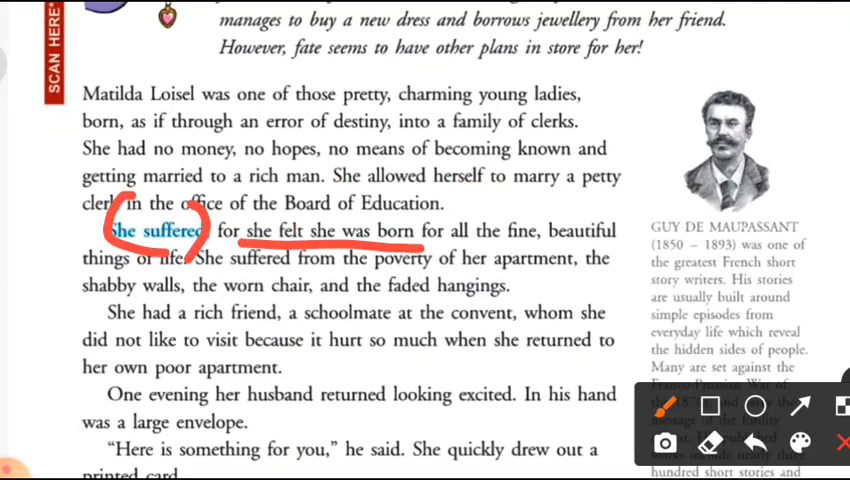 SCAN HERE
manages to buy a new dress and borrows jewellery from her friend.
However, fate seems to have other plans in store for her!
Matilda Loisel was one of those pretty, charming young ladies,
born, as if through an error of destiny, into a family of clerks.
She had no money, no hopes, no means of becoming known and
getting married to a rich man. She allowed herself to marry a petty
clerk in the office of the Board of Education.
She suffered for she felt she was born for all the fine, beautiful
things of life. She suffered from the poverty of her apartment, the
shabby walls, the worn chair, and the faded hangings.
She had a rich friend, a schoolmate at the convent, whom she
did not like to visit because it hurt so much when she returned to
her own poor apartment.
One evening her husband returned looking excited. In his hand
was a large envelope.
“Here is something for you,” he said. She quickly drew out a
printed card
GUY DE MAUPASSANT
(1850 – 1893) was one of
the greatest French short
story writers. His stories
are usually built around
simple episodes from
everyday life which reveal
the hidden sides of people.
Many are set against the
Franco-Prussian War of
hundred short stories and